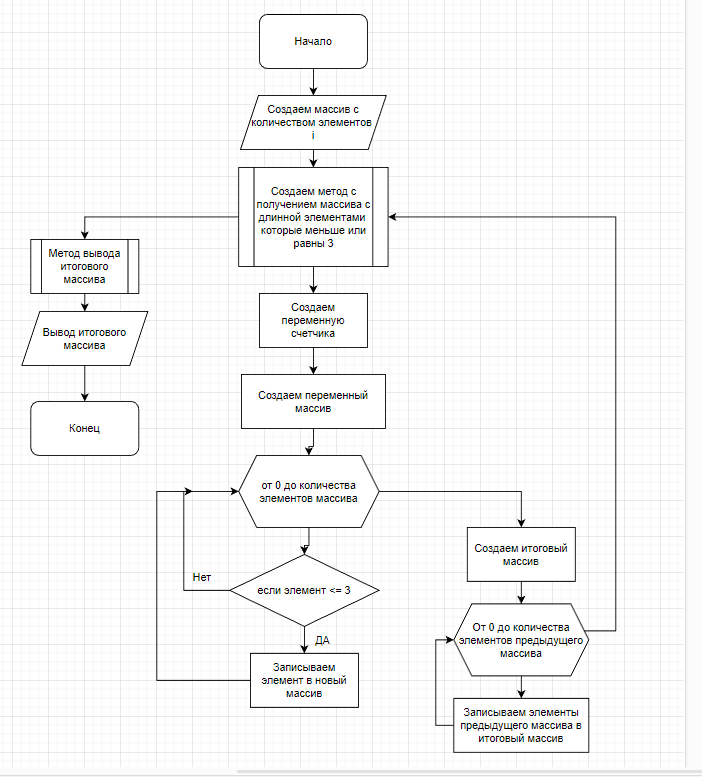 Начало
Создаем массив с
количеством элементов
i
Создаем метод с
получением массива с
длинной элементами
которые меньше или
равны 3
Метод вывода
итогового
массива
Вывод итогового
массива
Конец
Создаем
переменную
счетчика
Создаем переменный
массив
от 0 до количества
элементов массива
Нет
если элемент <= 3
ДА
Записываем
элемент в новый
массив
Создаем итоговый
массив
От 0 до количества
элементов предыдущего
массива
Записываем элементы
предыдущего массива в
итоговый массив